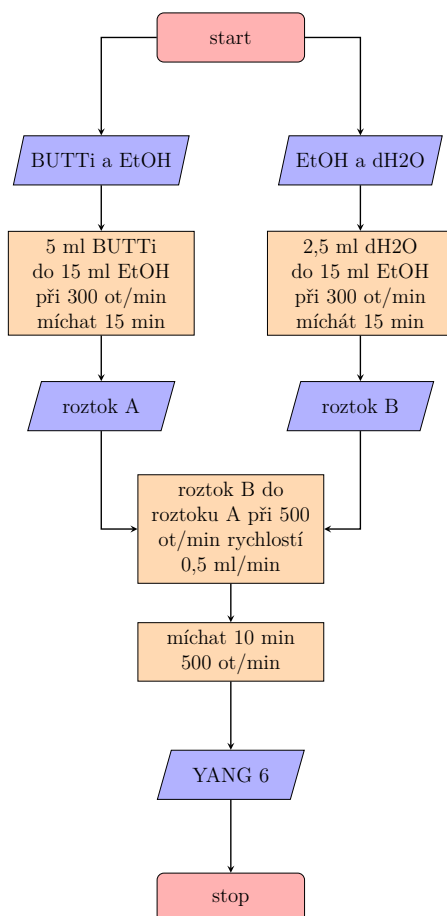 start
BUTTi a EtOH
EtOH a dH2O
5 ml BUTTi
do 15 ml EtOH
při 300 ot/min
míchat 15 min
2,5 ml dH2O
do 15 ml EtOH
při 300 ot/min
míchát 15 min
roztok A
roztok B
roztok B do
roztoku A při 500
ot/min rychlostí
0,5 ml/min
míchat 10 min
500 ot/min
YANG 6
stop